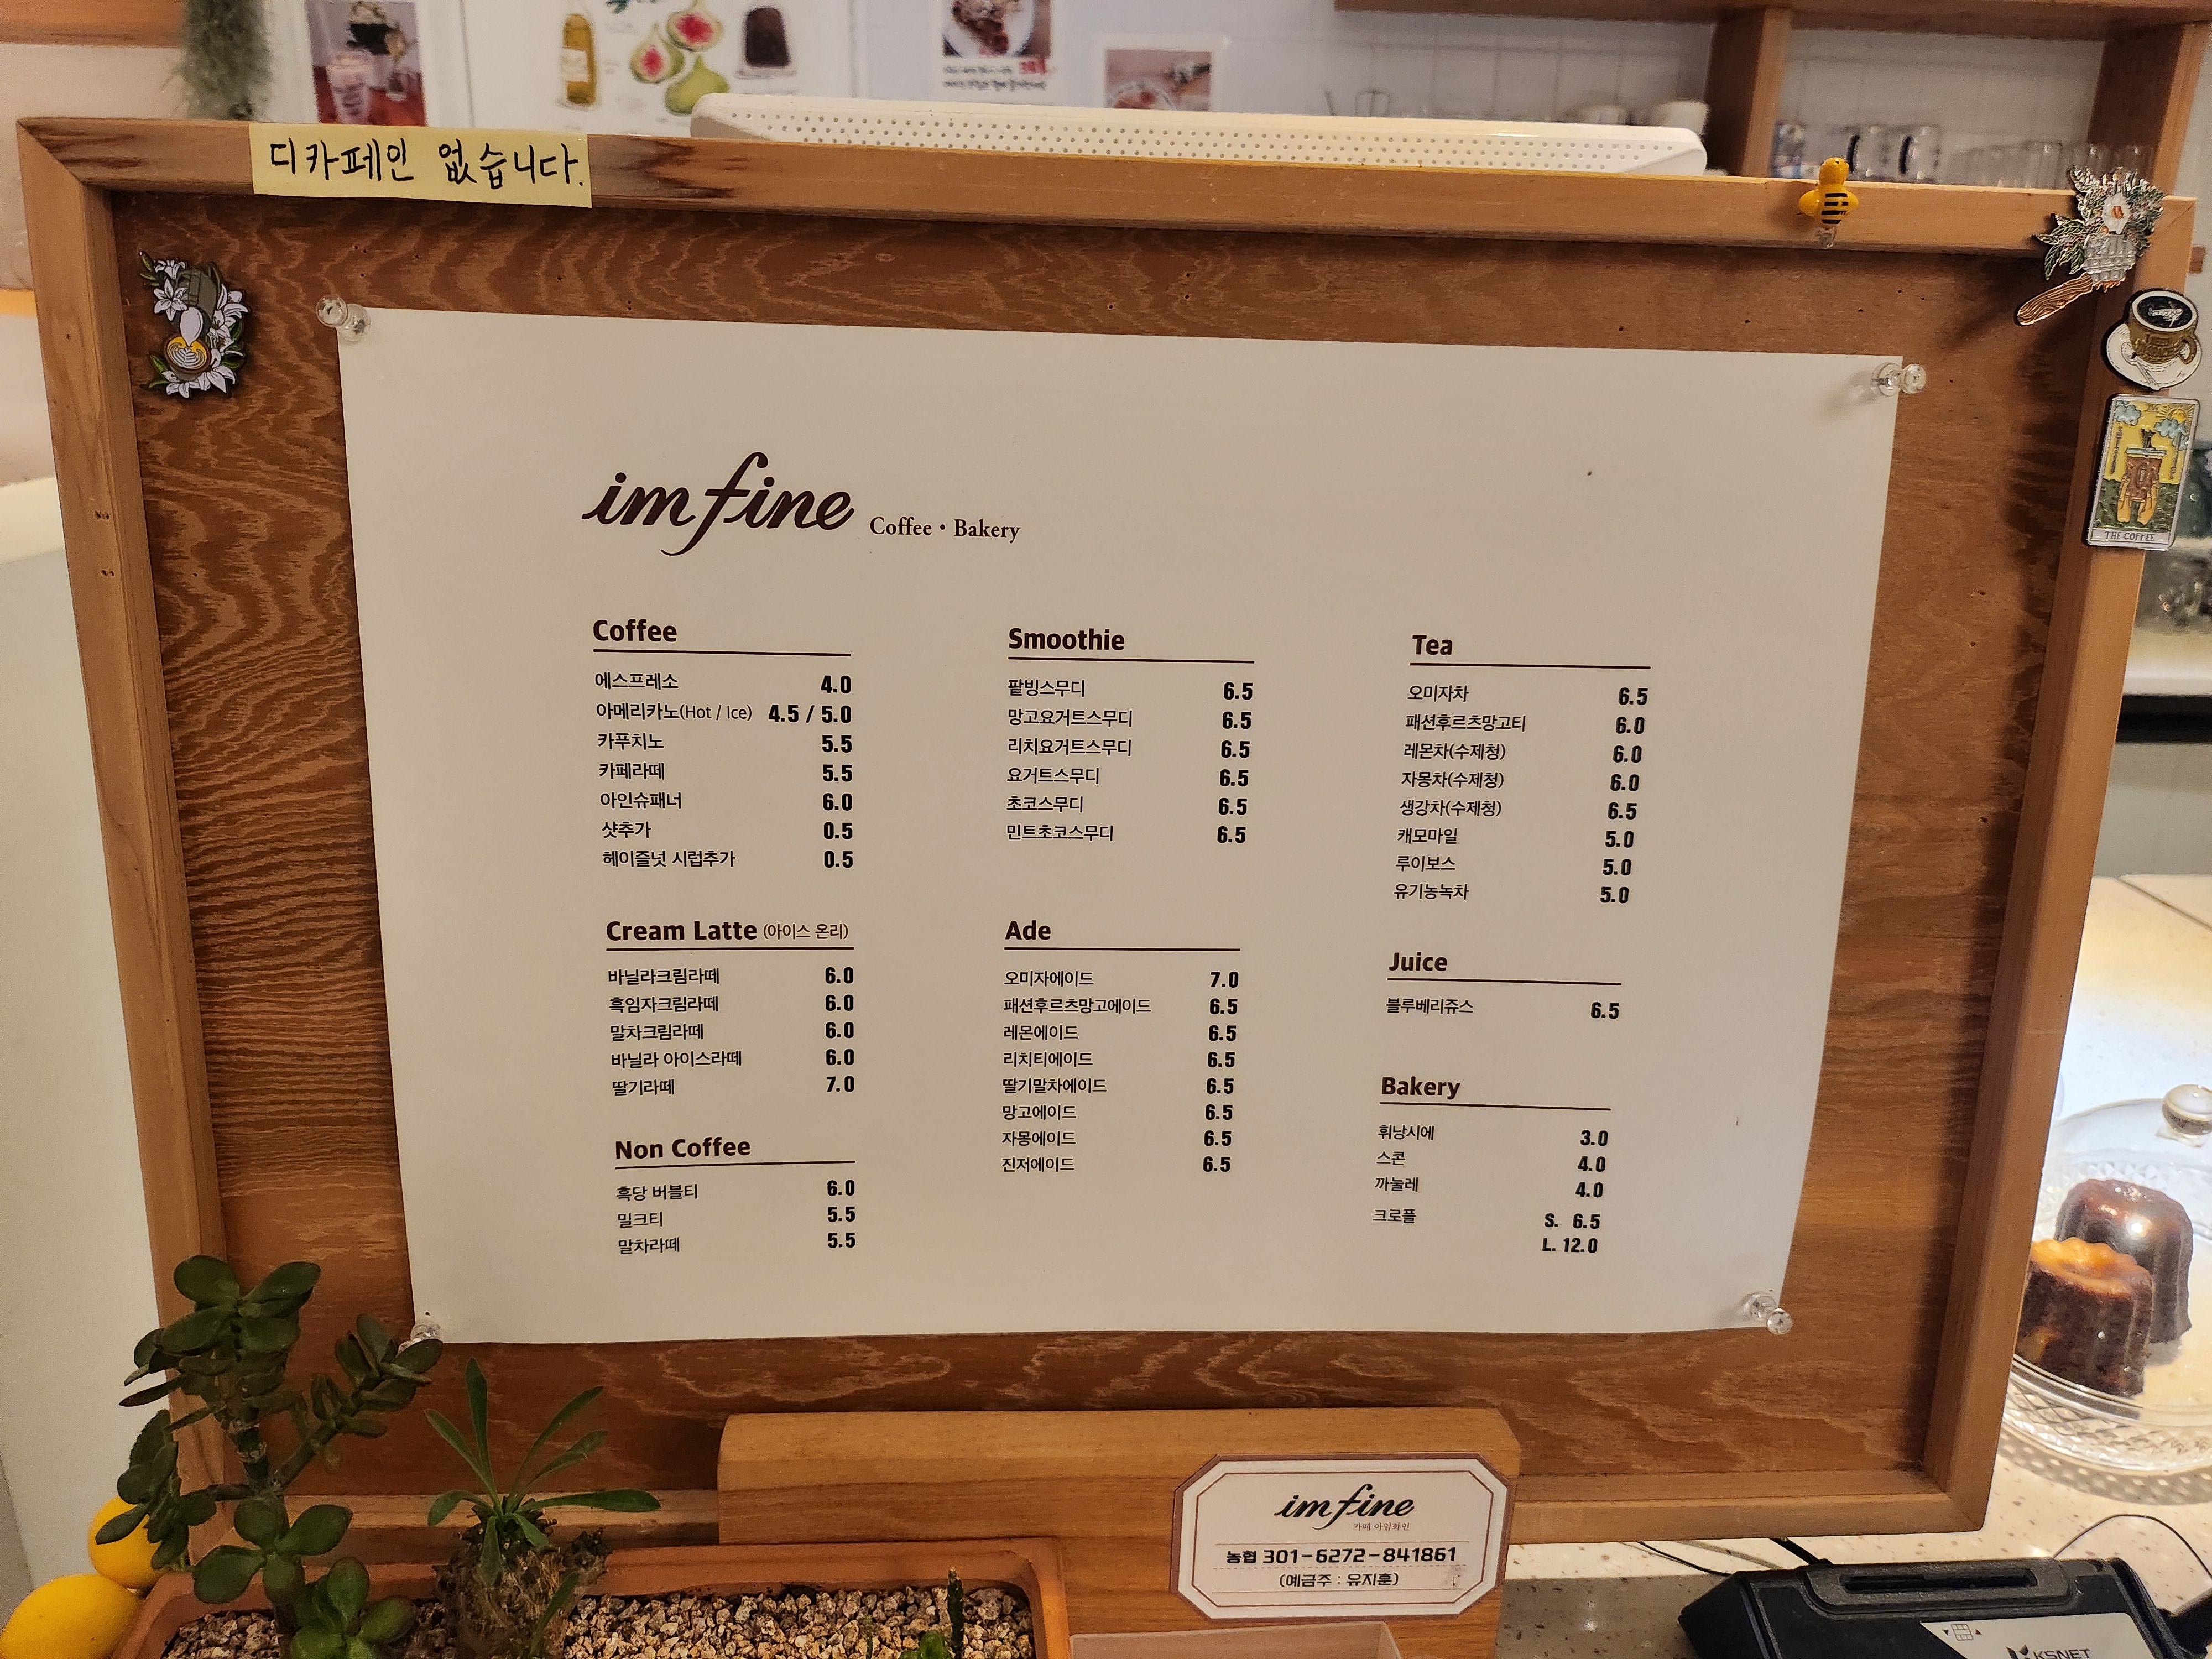 디카페인 없습니다.
im fine Coffee • Bakery
Coffee
에스프레소 4.0
아메리카노(Hot / Ice) 4.5 / 5.0
카푸치노 5.5
카페라떼 5.5
아인슈패너 6.0
샷추가 0.5
헤이즐넛 시럽추가 0.5
Cream Latte (아이스 온리)
바닐라크림라떼 6.0
흑임자크림라떼 6.0
말차크림라떼 6.0
바닐라 아이스라떼 6.0
딸기라떼 7.0
Non Coffee
흑당 버블티 6.0
밀크티 5.5
말차라떼 5.5
Smoothie
팥빙스무디 6.5
망고요거트스무디 6.5
리치요거트스무디 6.5
요거트스무디 6.5
초코스무디 6.5
민트초코스무디 6.5
Ade
오미자에이드 7.0
패션후르츠망고에이드 6.5
레몬에이드 6.5
리치티에이드 6.5
딸기말차에이드 6.5
망고에이드 6.5
자몽에이드 6.5
진저에이드 6.5
Tea
오미자차 6.5
패션후르츠망고티 6.0
레몬차(수제청) 6.0
자몽차(수제청) 6.0
생강차(수제청) 6.5
캐모마일 5.0
루이보스 5.0
유기농녹차 5.0
Juice
블루베리쥬스 6.5
Bakery
휘낭시에 3.0
스콘 4.0
까눌레 4.0
크로플 S. 6.5
L. 12.0
THE COFFEE
im fine
카페 아임화인
농협 301-6272-841861
(예금주 : 유지훈)
KSNET